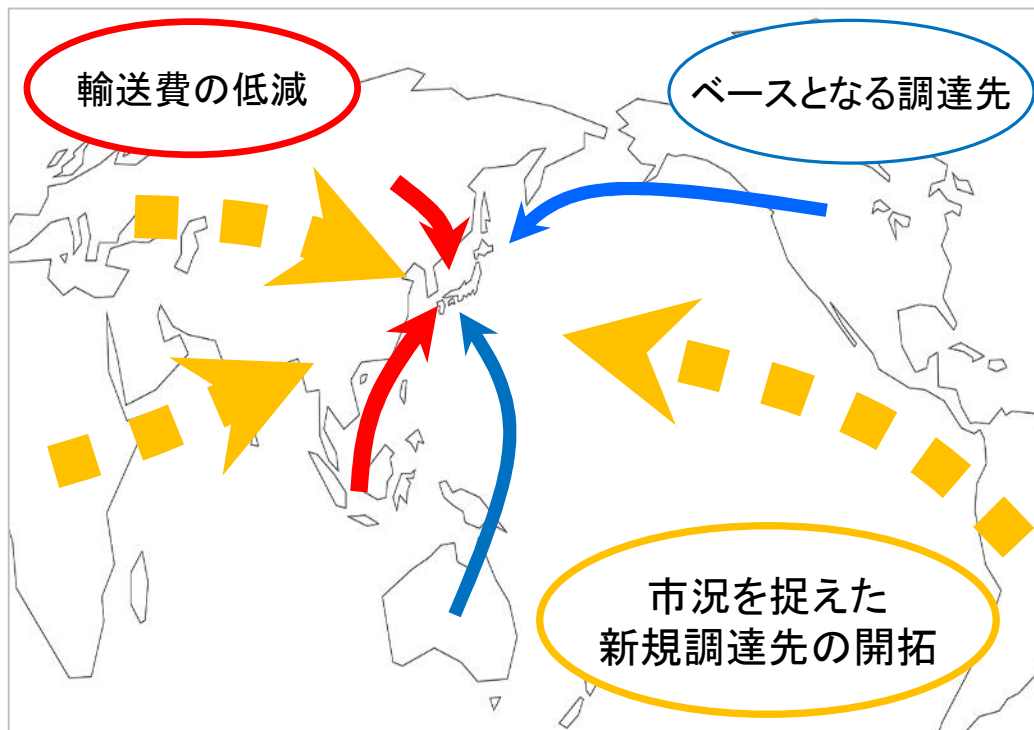 輸送費の低減
ベースとなる調達先
市況を捉えた
新規調達先の開拓